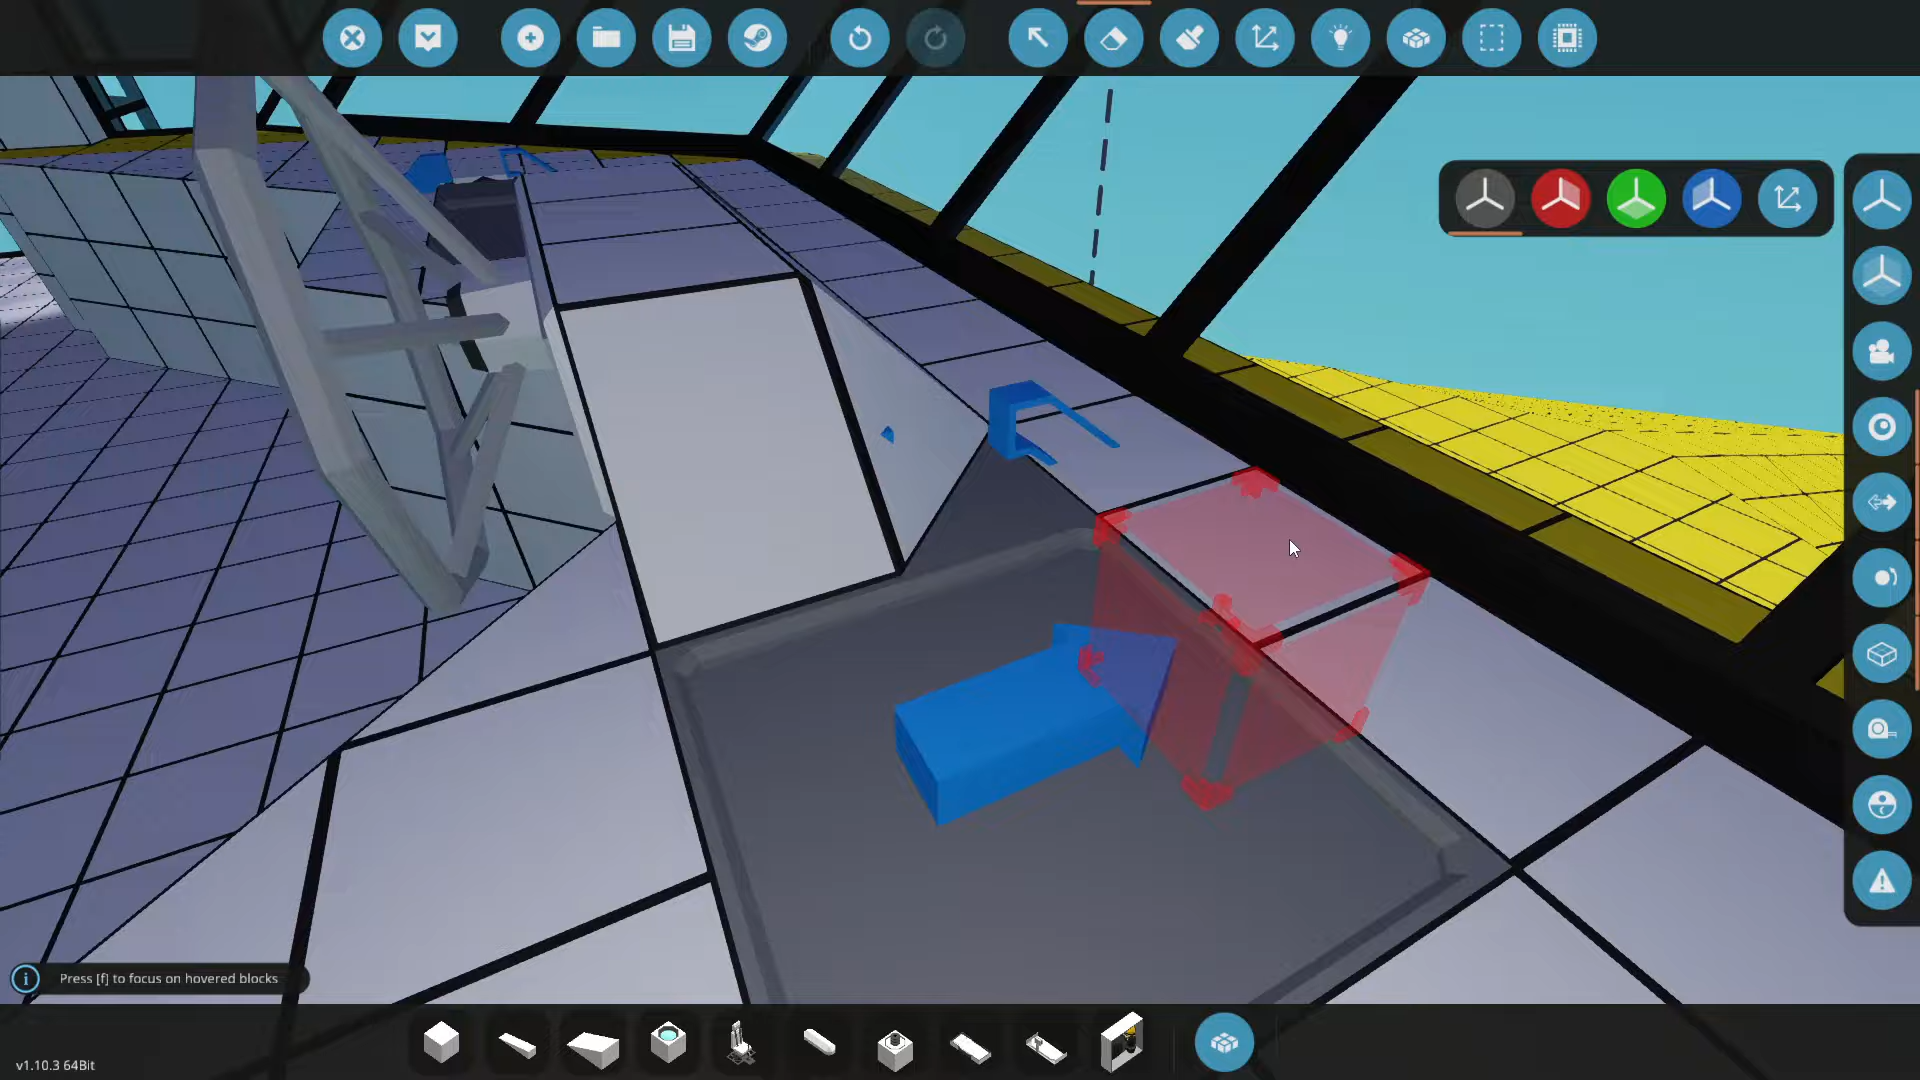 Press [f] to focus on hovered blocks
v1.10.3 64Bit